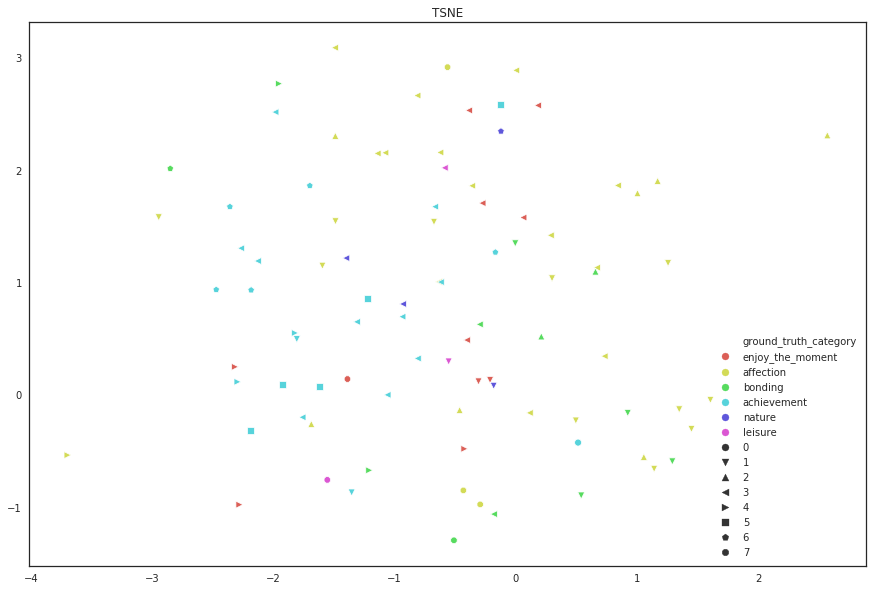 TSNE
3
2
1
0
−1
−4
−3
−2
−1
0
1
2
ground_truth_category
enjoy_the_moment
affection
bonding
achievement
nature
leisure
0
1
2
3
4
5
6
7